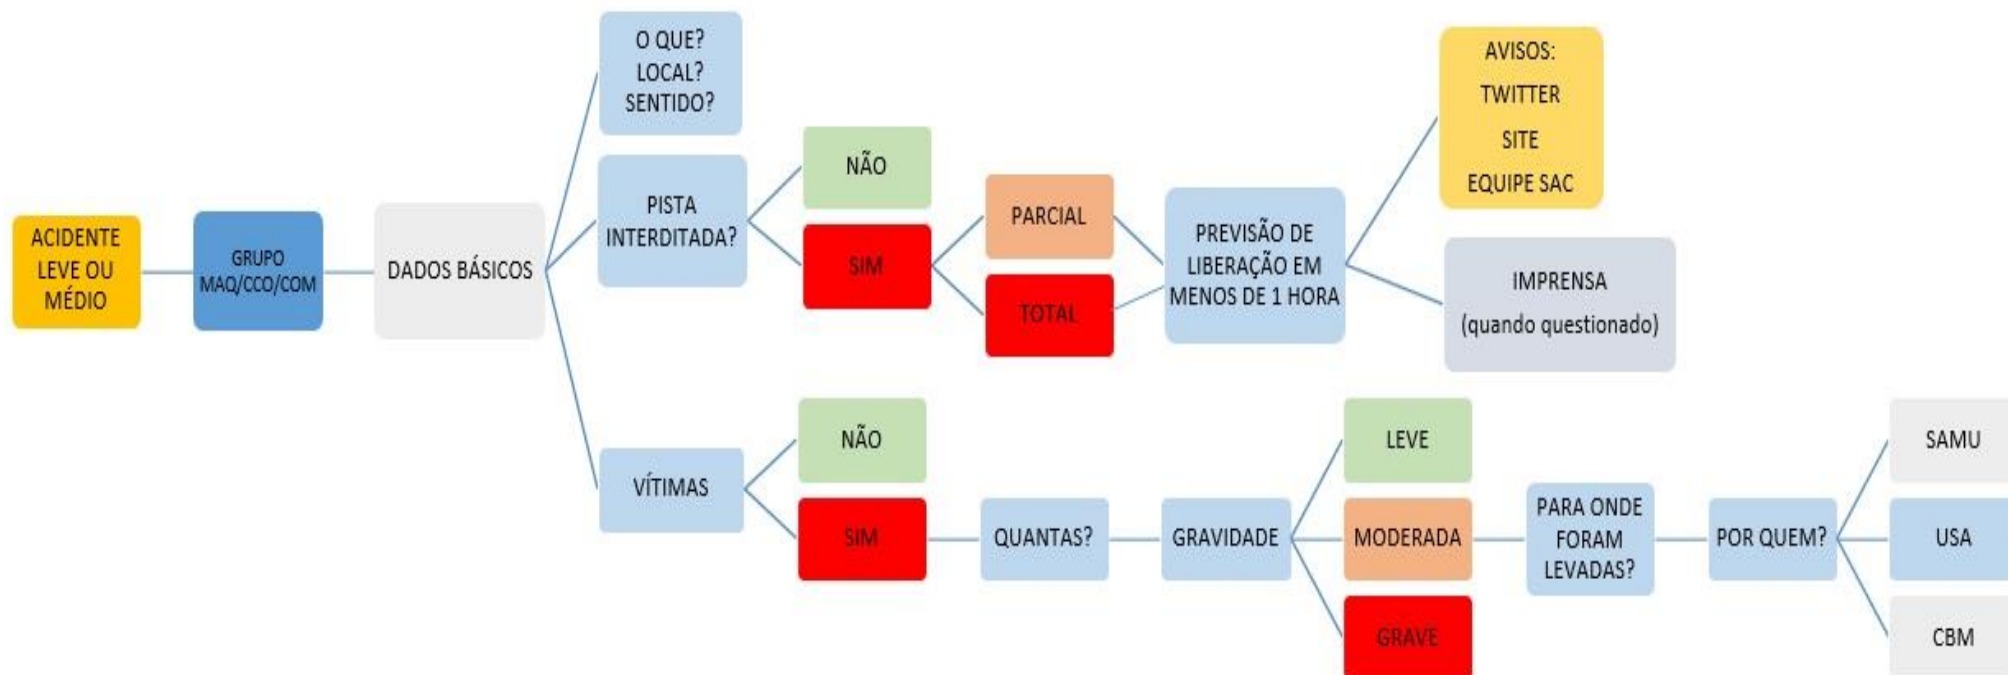 ACIDENTE
LEVE OU
MÉDIO
GRUPO
MAQ/CCO/COM
DADOS BÁSICOS
O QUE?
LOCAL?
SENTIDO?
PISTA
INTERDITADA?
NÃO
SIM
PARCIAL
TOTAL
PREVISÃO DE
LIBERAÇÃO EM
MENOS DE 1 HORA
AVISOS:
TWITTER
SITE
EQUIPE SAC
IMPRENSA
(quando questionado)
VÍTIMAS
NÃO
SIM
QUANTAS?
GRAVIDADE
LEVE
MODERADA
GRAVE
PARA ONDE
FORAM
LEVADAS?
POR QUEM?
SAMU
USA
CBM